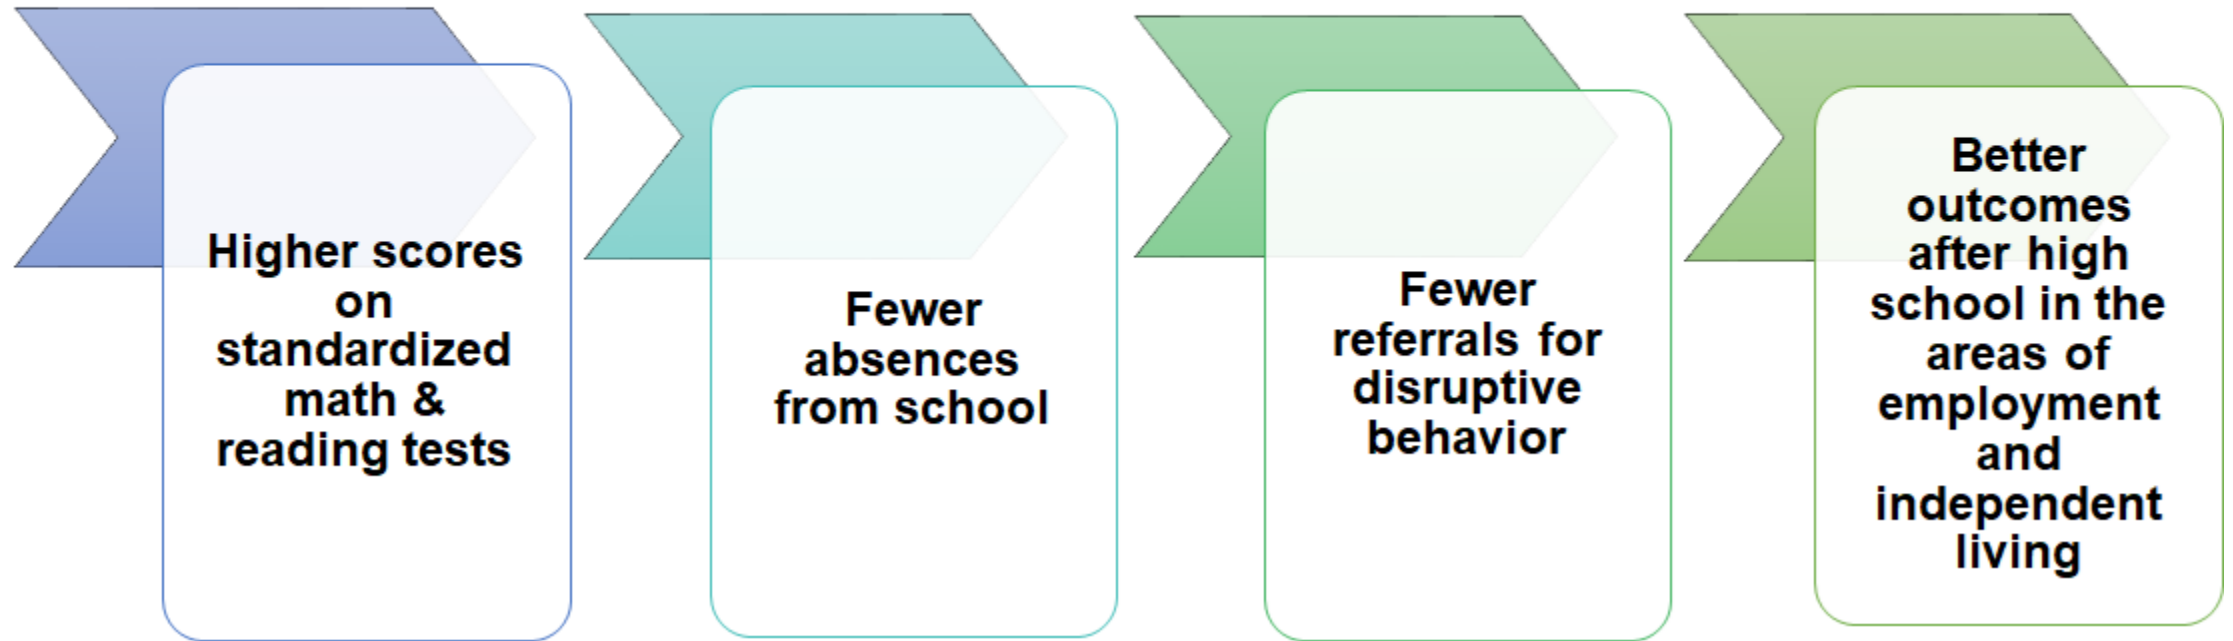 Higher scores
on
standardized
math &
reading tests
Fewer
absences
from school
Fewer
referrals for
disruptive
behavior
Better
outcomes
after high
school in the
areas of
employment
and
independent
living